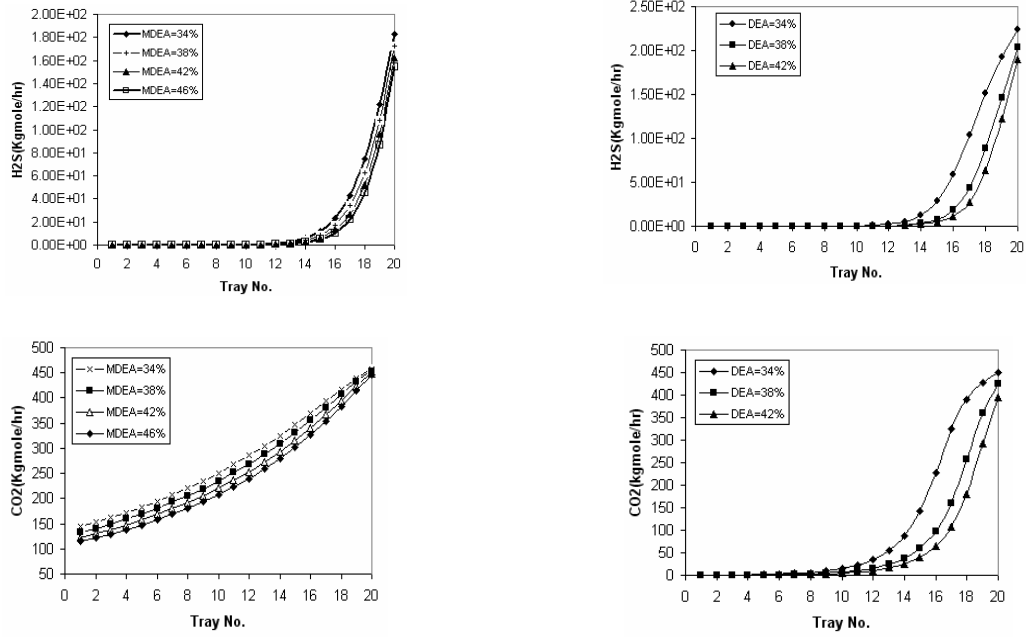 2.00E+02
1.80E+02
1.60E+02
1.40E+02
1.20E+02
1.00E+02
8.00E+01
6.00E+01
4.00E+01
2.00E+01
0.00E+00
H2S(Kgmole/hr)
MDEA=34%
MDEA=38%
MDEA=42%
MDEA=46%
0 2 4 6 8 10 12 14 16 18 20
Tray No.
2.50E+02
2.00E+02
1.50E+02
1.00E+02
5.00E+01
0.00E+00
H2S(Kgmole/hr)
DEA=34%
DEA=38%
DEA=42%
0 2 4 6 8 10 12 14 16 18 20
Tray No.
500
450
400
350
300
250
200
150
100
50
CO2(Kgmole/hr)
MDEA=34%
MDEA=38%
MDEA=42%
MDEA=46%
0 2 4 6 8 10 12 14 16 18 20
Tray No.
500
450
400
350
300
250
200
150
100
50
0
CO2(kgmole/hr)
DEA=34%
DEA=38%
DEA=42%
0 2 4 6 8 10 12 14 16 18 20
Tray No.